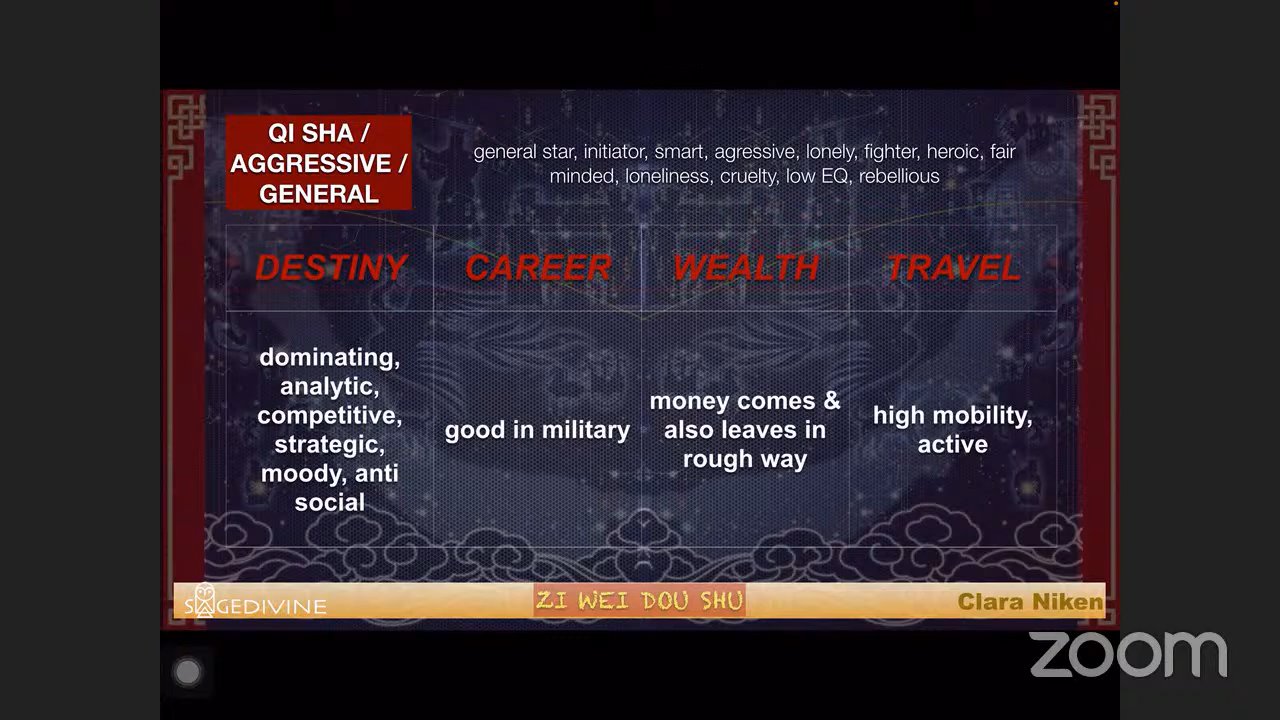 QI SHA /
AGGRESSIVE /
GENERAL
general star, initiator, smart, agressive, lonely, fighter, heroic, fair
minded, loneliness, cruelty, low EQ, rebellious
DESTINY CAREER WEALTH TRAVEL
dominating,
analytic,
competitive,
strategic,
moody, anti
social
good in military
money comes &
also leaves in
rough way
high mobility,
active
SAGEDIVINE
ZI WEI DOU SHU
Clara Niken
zoom